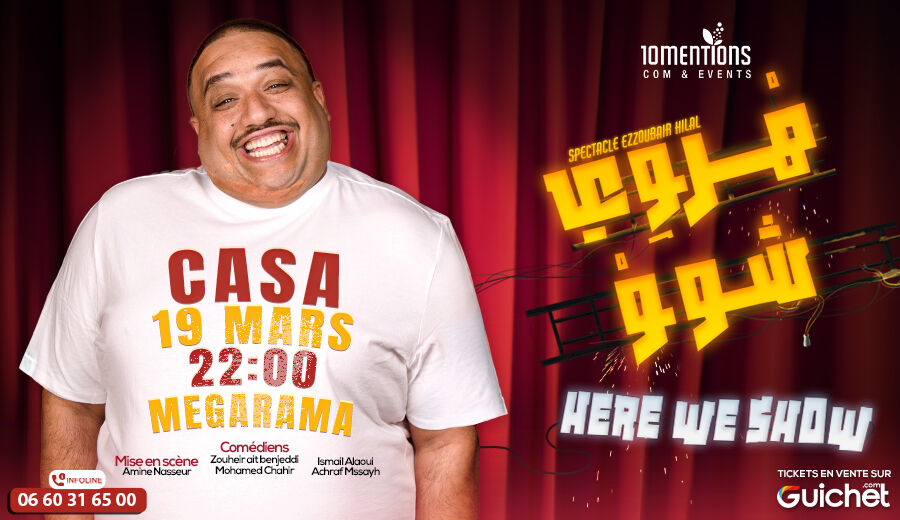 10MENTIONS
COM & EVENTS
SPECTACLE EZZOUBAIR HILAL
هروي
شوو
HERE WE SHOW
CASA
19 MARS
22:00
MEGARAMA
Mise en scène
Amine Nasseur
Comédiens
Zouheir ait benjeddi
Mohamed Chahir
Ismail Alaoui
Achraf Mssayh
INFOLINE
06 60 31 65 00
TICKETS EN VENTE SUR
Guichet.com